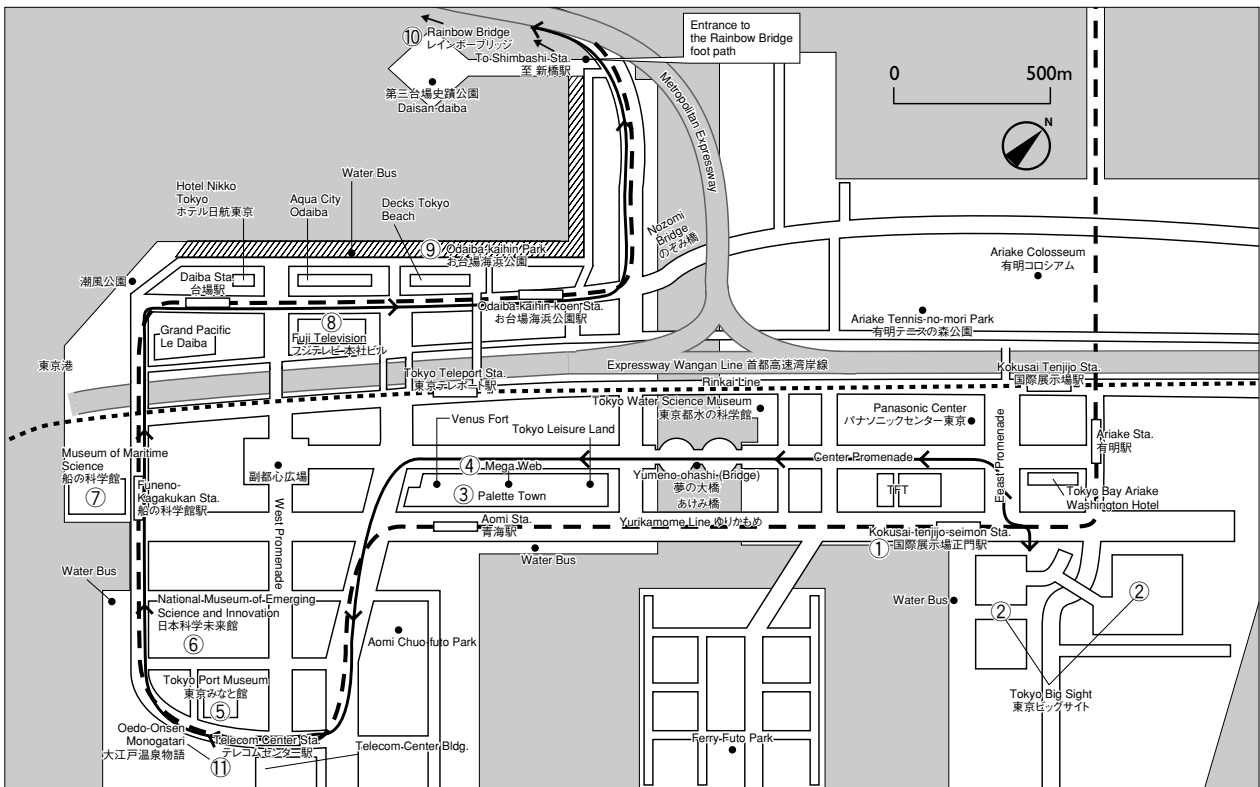 ⑩ Rainbow Bridge
レインボーブリッジ
To Shimbashi Sta.
至 新橋駅
Entrance to
the Rainbow Bridge
foot path
第三台場史蹟公園
Daisan-daiba
Metropolitan Expressway
0 500m
N
Hotel Nikko
Tokyo
ホテル日航東京
Aqua City
Odaiba
Water Bus
Decks Tokyo
Beach
⑨ Odaiba-kaihin Park
お台場海浜公園
Nozomi
Bridge
のぞみ橋
Ariake Colosseum
有明コロシアム
潮風公園
Daiba Sta.
台場駅
Odaiba-kaihin-koen Sta.
お台場海浜公園駅
Ariake Tennis-no-mori Park
有明テニスの森公園
Grand Pacific
Le Daiba
⑧
Fuji Television
フジテレビ本社ビル
東京港
Tokyo Teleport Sta.
東京テレポート駅
Expressway Wangan Line 首都高速湾岸線
Rinkai Line
Kokusai Tenjijo Sta.
国際展示場駅
Tokyo Water Science Museum
東京都水の科学館
Panasonic Center
パナソニックセンター東京
Venus Fort
Tokyo Leisure Land
Ariake Sta.
有明駅
Museum of Maritime
Science
船の科学館
⑦
Funeno-
Kagakukan Sta.
船の科学館駅
副都心広場
④ Mega Web
③ Palette Town
Yumeno-ohashi (Bridge)
夢の大橋
あけみ橋
Center Promenade
TFT
Eeast Promenade
Tokyo Bay Ariake
Washington Hotel
West Promenade
Aomi Sta.
青海駅
Yurikamome Line ゆりかもめ
① Kokusai-tenjijo-seimon Sta.
国際展示場正門駅
Water Bus
Water Bus
National Museum of Emerging
Science and Innovation
日本科学未来館
⑥
Aomi Chuo-futo Park
Water Bus
②
②
Tokyo Port Museum
東京みなと館
⑤
Tokyo Big Sight
東京ビッグサイト
Oedo-Onsen
Monogatari
大江戸温泉物語
⑪
Telecom Center Sta.
テレコムセンター駅
Telecom Center Bldg.
Ferry Futo Park